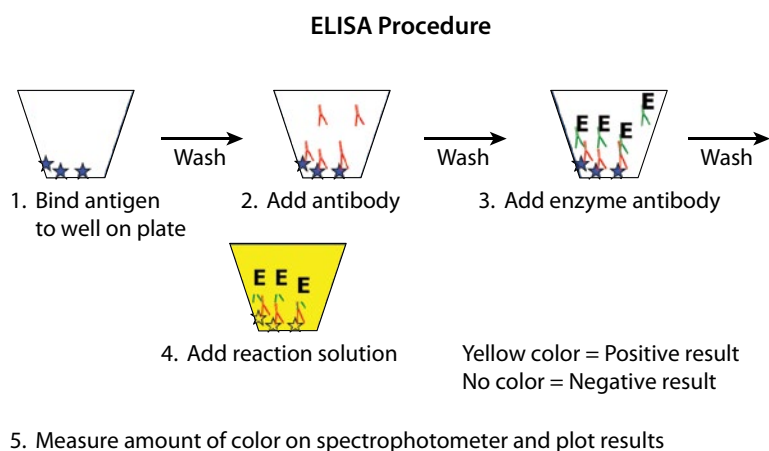 ELISA Procedure
Wash
Wash
Wash
1. Bind antigen
to well on plate
2. Add antibody
E E E E
3. Add enzyme antibody
E E E
4. Add reaction solution
Yellow color = Positive result
No color = Negative result
5. Measure amount of color on spectrophotometer and plot results